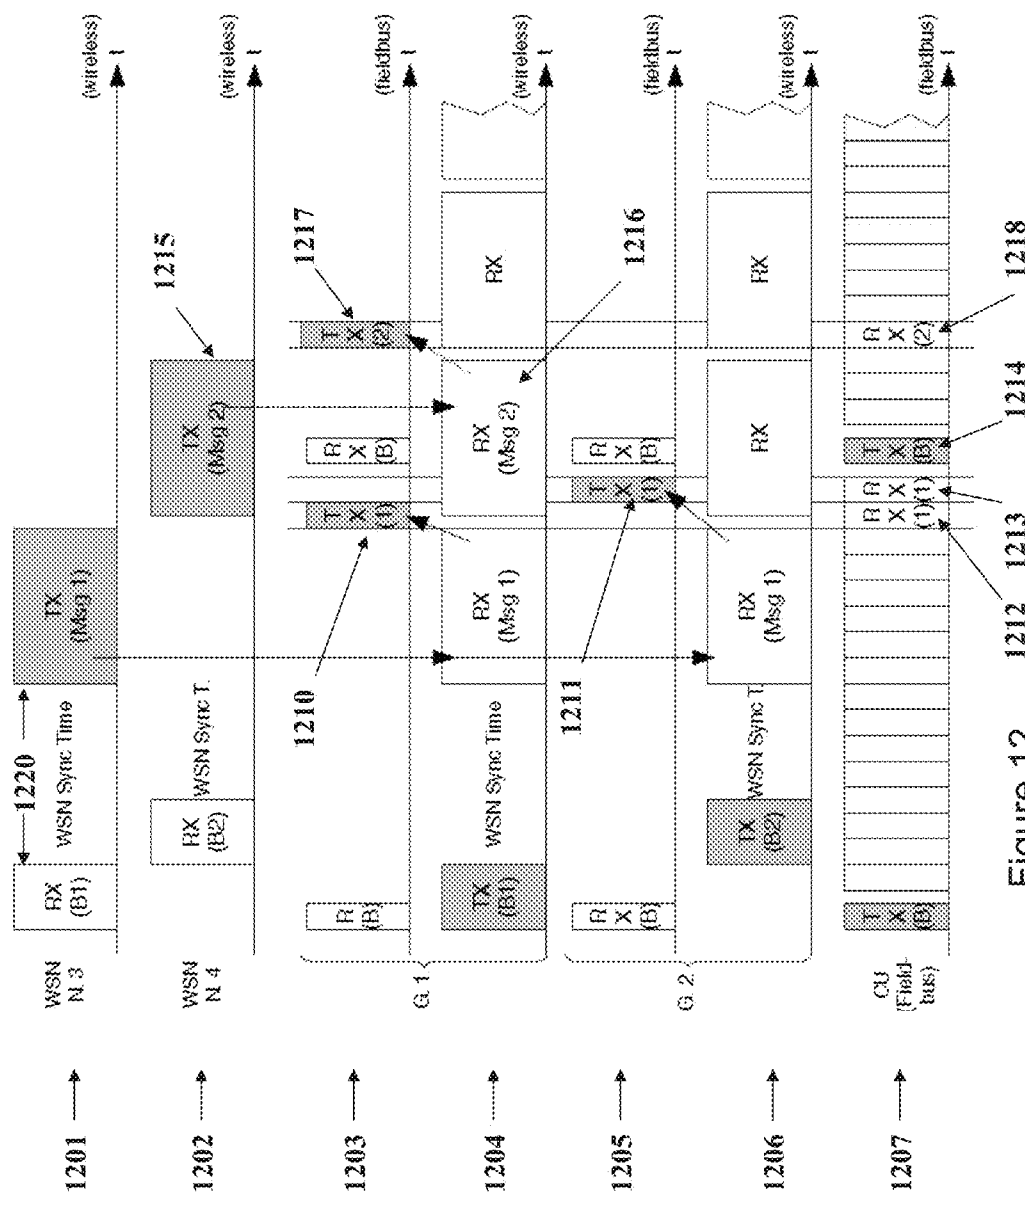 1201
WSN
N. 3
RX
(B1)
1220
WSN Sync Time
TX
(Msg 1)
(wireless)
t
1202
WSN
N. 4
RX
(B2)
WSN Sync T.
TX
(Msg 2)
1215
(wireless)
t
1203
G. 1
R
(B)
1210
T
X
(1)
R
X
(B)
T
X
(2)
1217
(fieldbus)
t
1204
TX
(B1)
WSN Sync Time
RX
(Msg 1)
RX
(Msg 2)
1216
RX
(wireless)
t
1205
G. 2
R
X
(B)
1211
T
X
(1)
R
X
(B)
(fieldbus)
t
1206
TX
(B2)
WSN Sync T.
RX
(Msg 1)
RX
RX
(wireless)
t
1207
CU
(Field-
bus)
T
X
(B)
R R
X X
(1)(1)
T
X
(B)
R
X
(2)
(fieldbus)
t
1212
1213
1214
1218
Figure 12